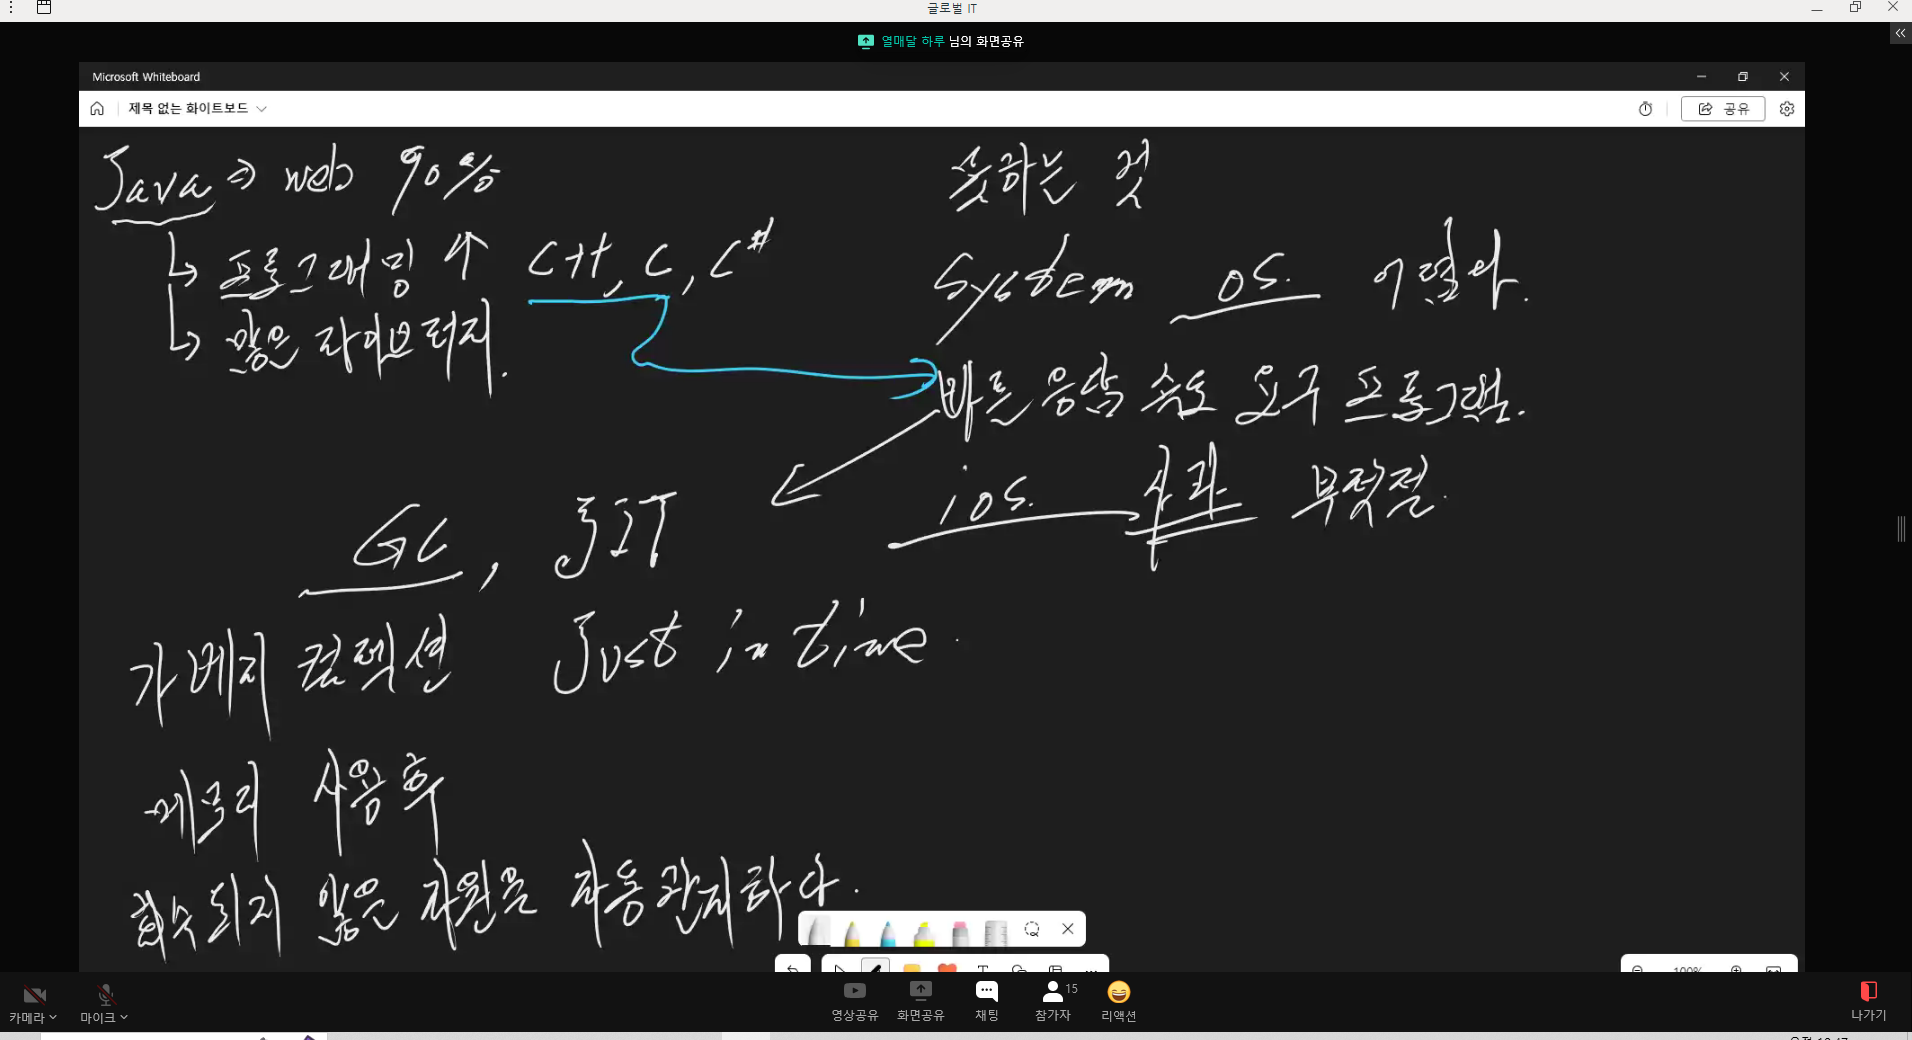 글로벌 IT
열매달 하루 님의 화면공유
Microsoft Whiteboard
제목 없는 화이트보드
공유
Java ⇒ web 90%
↳ 프로그래밍 ↑ C++, C, C#
↳ 많은 라이브러리.
못하는 것
System OS. 어렵다.
빠른 응답 속도 요구 프로그램.
ios. 부적절.
GC, JIT
가베지 컬렉션 Just in time.
메모리 사용 후
회수되지 않은 자원은 자동 관리하다.
100%
카메라
마이크
영상공유
화면공유
채팅
참가자 15
리액션
나가기